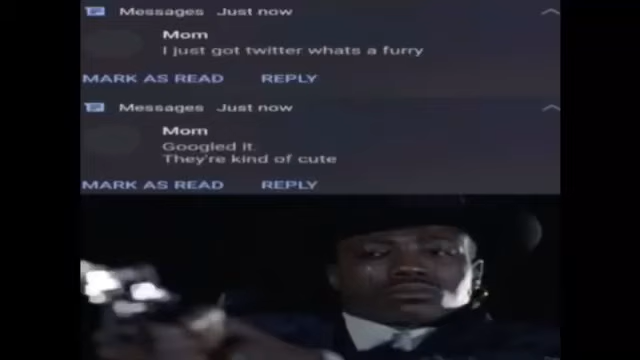 Messages Just now
Mom
I just got twitter whats a furry
MARK AS READ REPLY
Messages Just now
Mom
Googled it.
They're kind of cute
MARK AS READ REPLY